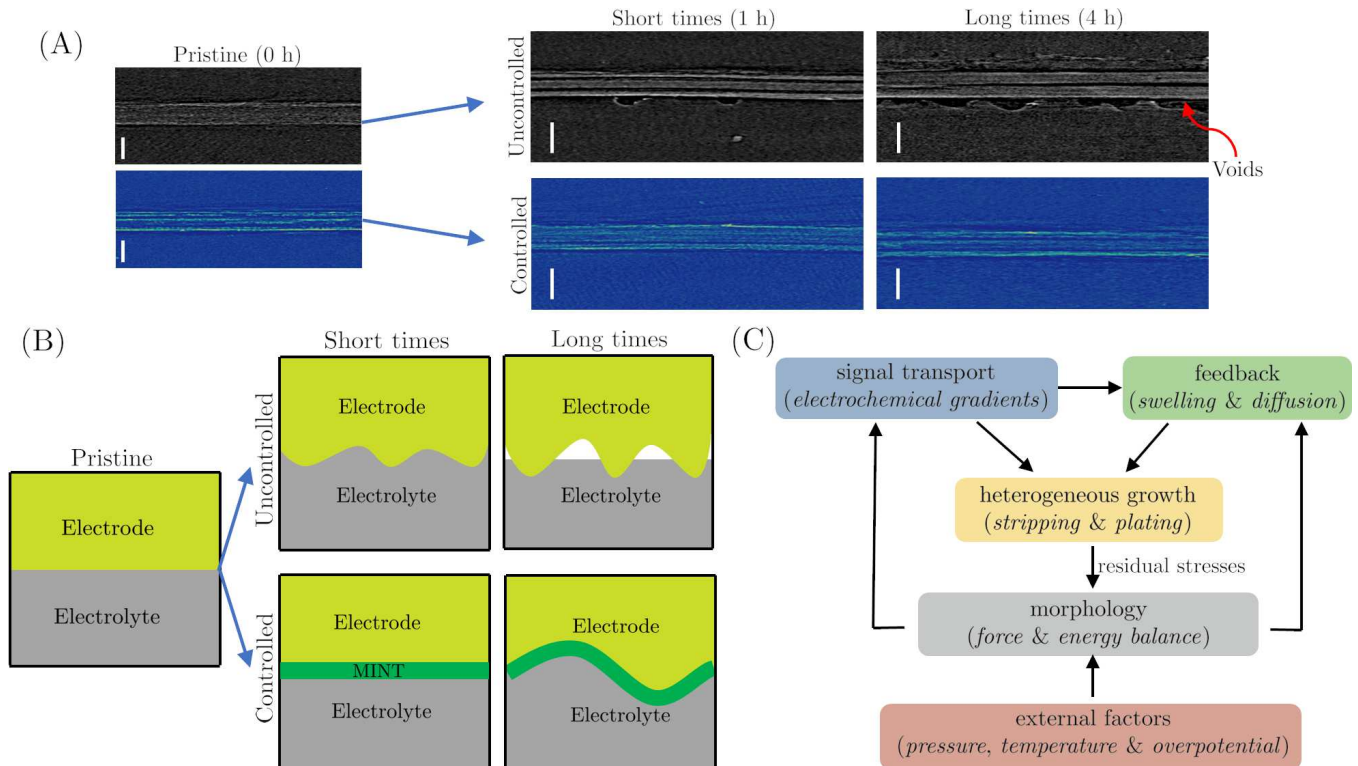 (A)
Pristine (0 h)
Short times (1 h)
Long times (4 h)
Uncontrolled
Voids
Controlled
(B)
Short times
Long times
Pristine
Electrode
Electrolyte
Uncontrolled
Electrode
Electrolyte
Electrode
Electrolyte
Controlled
Electrode
MINT
Electrolyte
Electrode
Electrolyte
(C)
signal transport
(electrochemical gradients)
feedback
(swelling & diffusion)
heterogeneous growth
(stripping & plating)
residual stresses
morphology
(force & energy balance)
external factors
(pressure, temperature & overpotential)